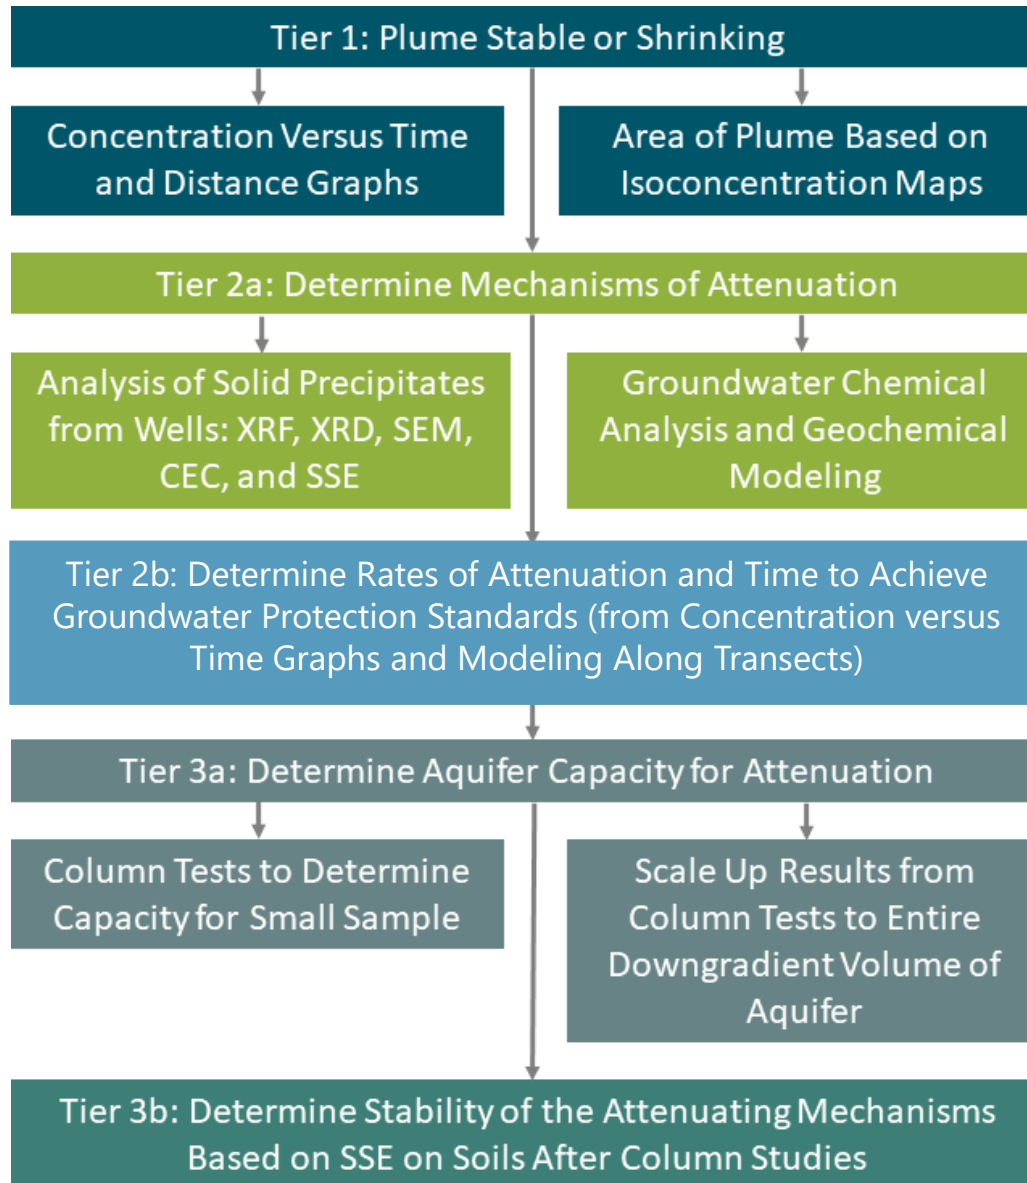 Tier 1: Plume Stable or Shrinking
Concentration Versus Time
and Distance Graphs
Area of Plume Based on
Isoconcentration Maps
Tier 2a: Determine Mechanisms of Attenuation
Analysis of Solid Precipitates
from Wells: XRF, XRD, SEM,
CEC, and SSE
Groundwater Chemical
Analysis and Geochemical
Modeling
Tier 2b: Determine Rates of Attenuation and Time to Achieve
Groundwater Protection Standards (from Concentration versus
Time Graphs and Modeling Along Transects)
Tier 3a: Determine Aquifer Capacity for Attenuation
Column Tests to Determine
Capacity for Small Sample
Scale Up Results from
Column Tests to Entire
Downgradient Volume of
Aquifer
Tier 3b: Determine Stability of the Attenuating Mechanisms
Based on SSE on Soils After Column Studies